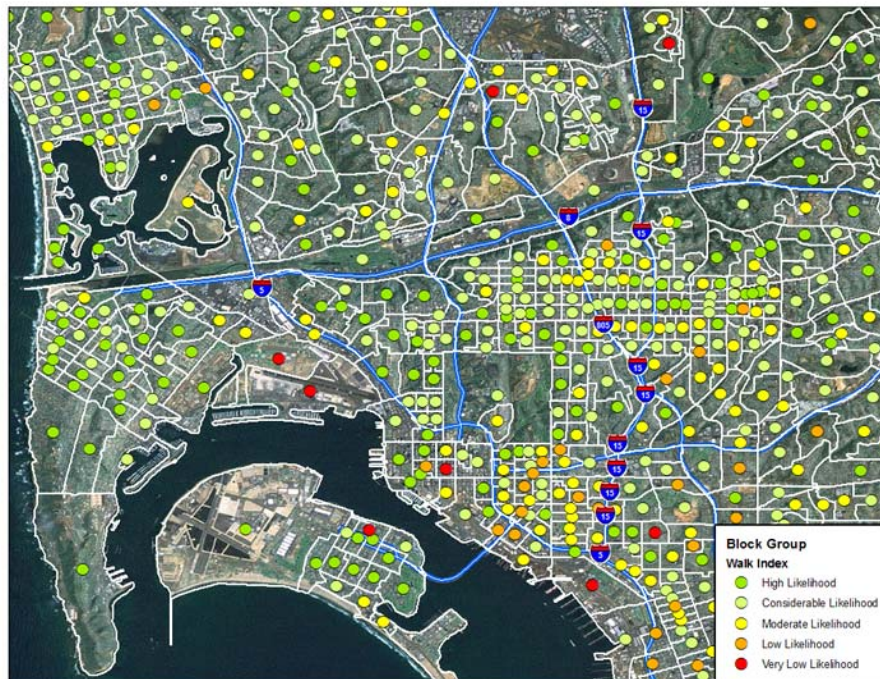 15
8
15
5
805
15
15
15
15
15
15
5
Block Group
Walk Index
High Likelihood
Considerable Likelihood
Moderate Likelihood
Low Likelihood
Very Low Likelihood